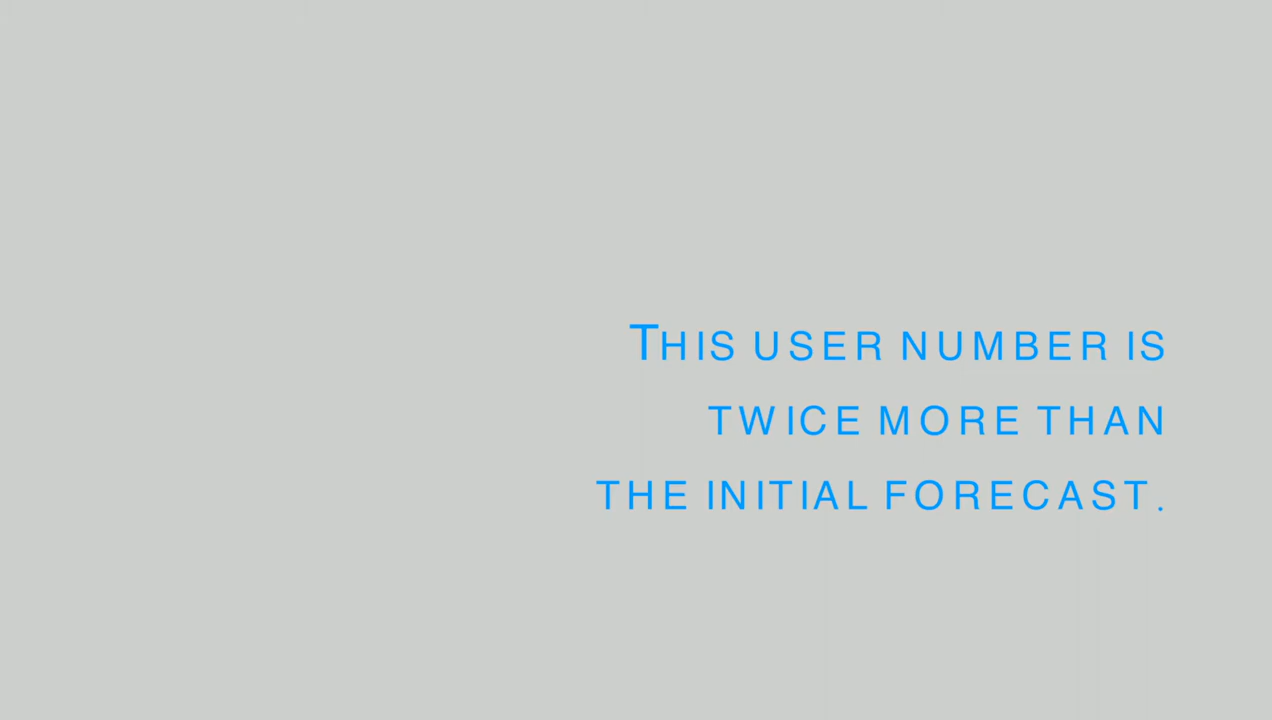 THIS USER NUMBER IS
TWICE MORE THAN
THE INITIAL FORECAST.